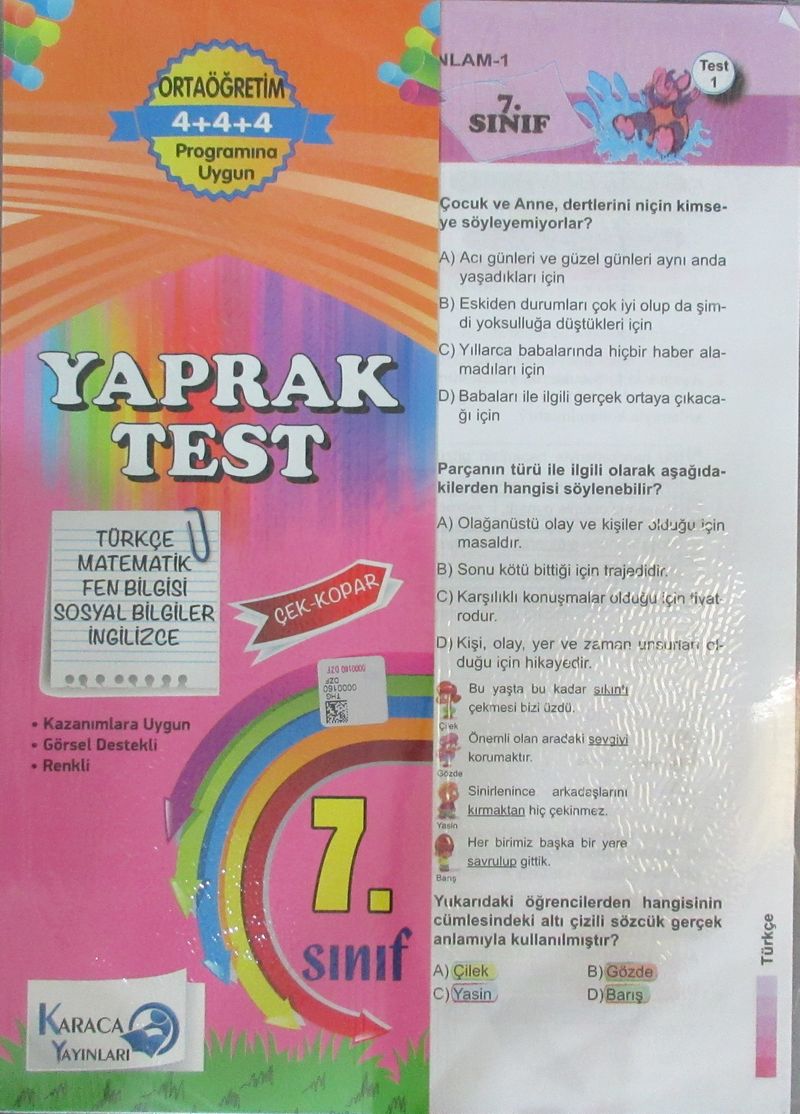 ORTAÖĞRETİM
4+4+4
Programına
Uygun
YAPRAK
TEST
TÜRKÇE
MATEMATİK
FEN BİLGİSİ
SOSYAL BİLGİLER
İNGİLİZCE
ÇEK-KOPAR
0000160 DZF
THG
0000160
DZF
• Kazanımlara Uygun
• Görsel Destekli
• Renkli
7.
sınıf
KARACA
YAYINLARI
NLAM-1
Test
1
7.
SINIF
Çocuk ve Anne, dertlerini niçin kimse-
ye söyleyemiyorlar?
A) Acı günleri ve güzel günleri aynı anda
yaşadıkları için
B) Eskiden durumları çok iyi olup da şim-
di yoksulluğa düştükleri için
C) Yıllarca babalarında hiçbir haber ala-
madıları için
D) Babaları ile ilgili gerçek ortaya çıkaca-
ğı için
Parçanın türü ile ilgili olarak aşağıda-
kilerden hangisi söylenebilir?
A) Olağanüstü olay ve kişiler olduğu için
masaldır.
B) Sonu kötü bittiği için trajedidir.
C) Karşılıklı konuşmalar olduğu için tiyat-
rodur.
D) Kişi, olay, yer ve zaman unsurları ol-
duğu için hikayedir.
Bu yaşta bu kadar sıkıntı
çekmesi bizi üzdü.
Çilek
Önemli olan aradaki sevgiyi
korumaktır.
Gözde
Sinirlenince arkadaşlarını
kırmaktan hiç çekinmez.
Yasin
Her birimiz başka bir yere
savrulup gittik.
Barış
Yukarıdaki öğrencilerden hangisinin
cümlesindeki altı çizili sözcük gerçek
anlamıyla kullanılmıştır?
A) Çilek B) Gözde
C) Yasin D) Barış
Türkçe